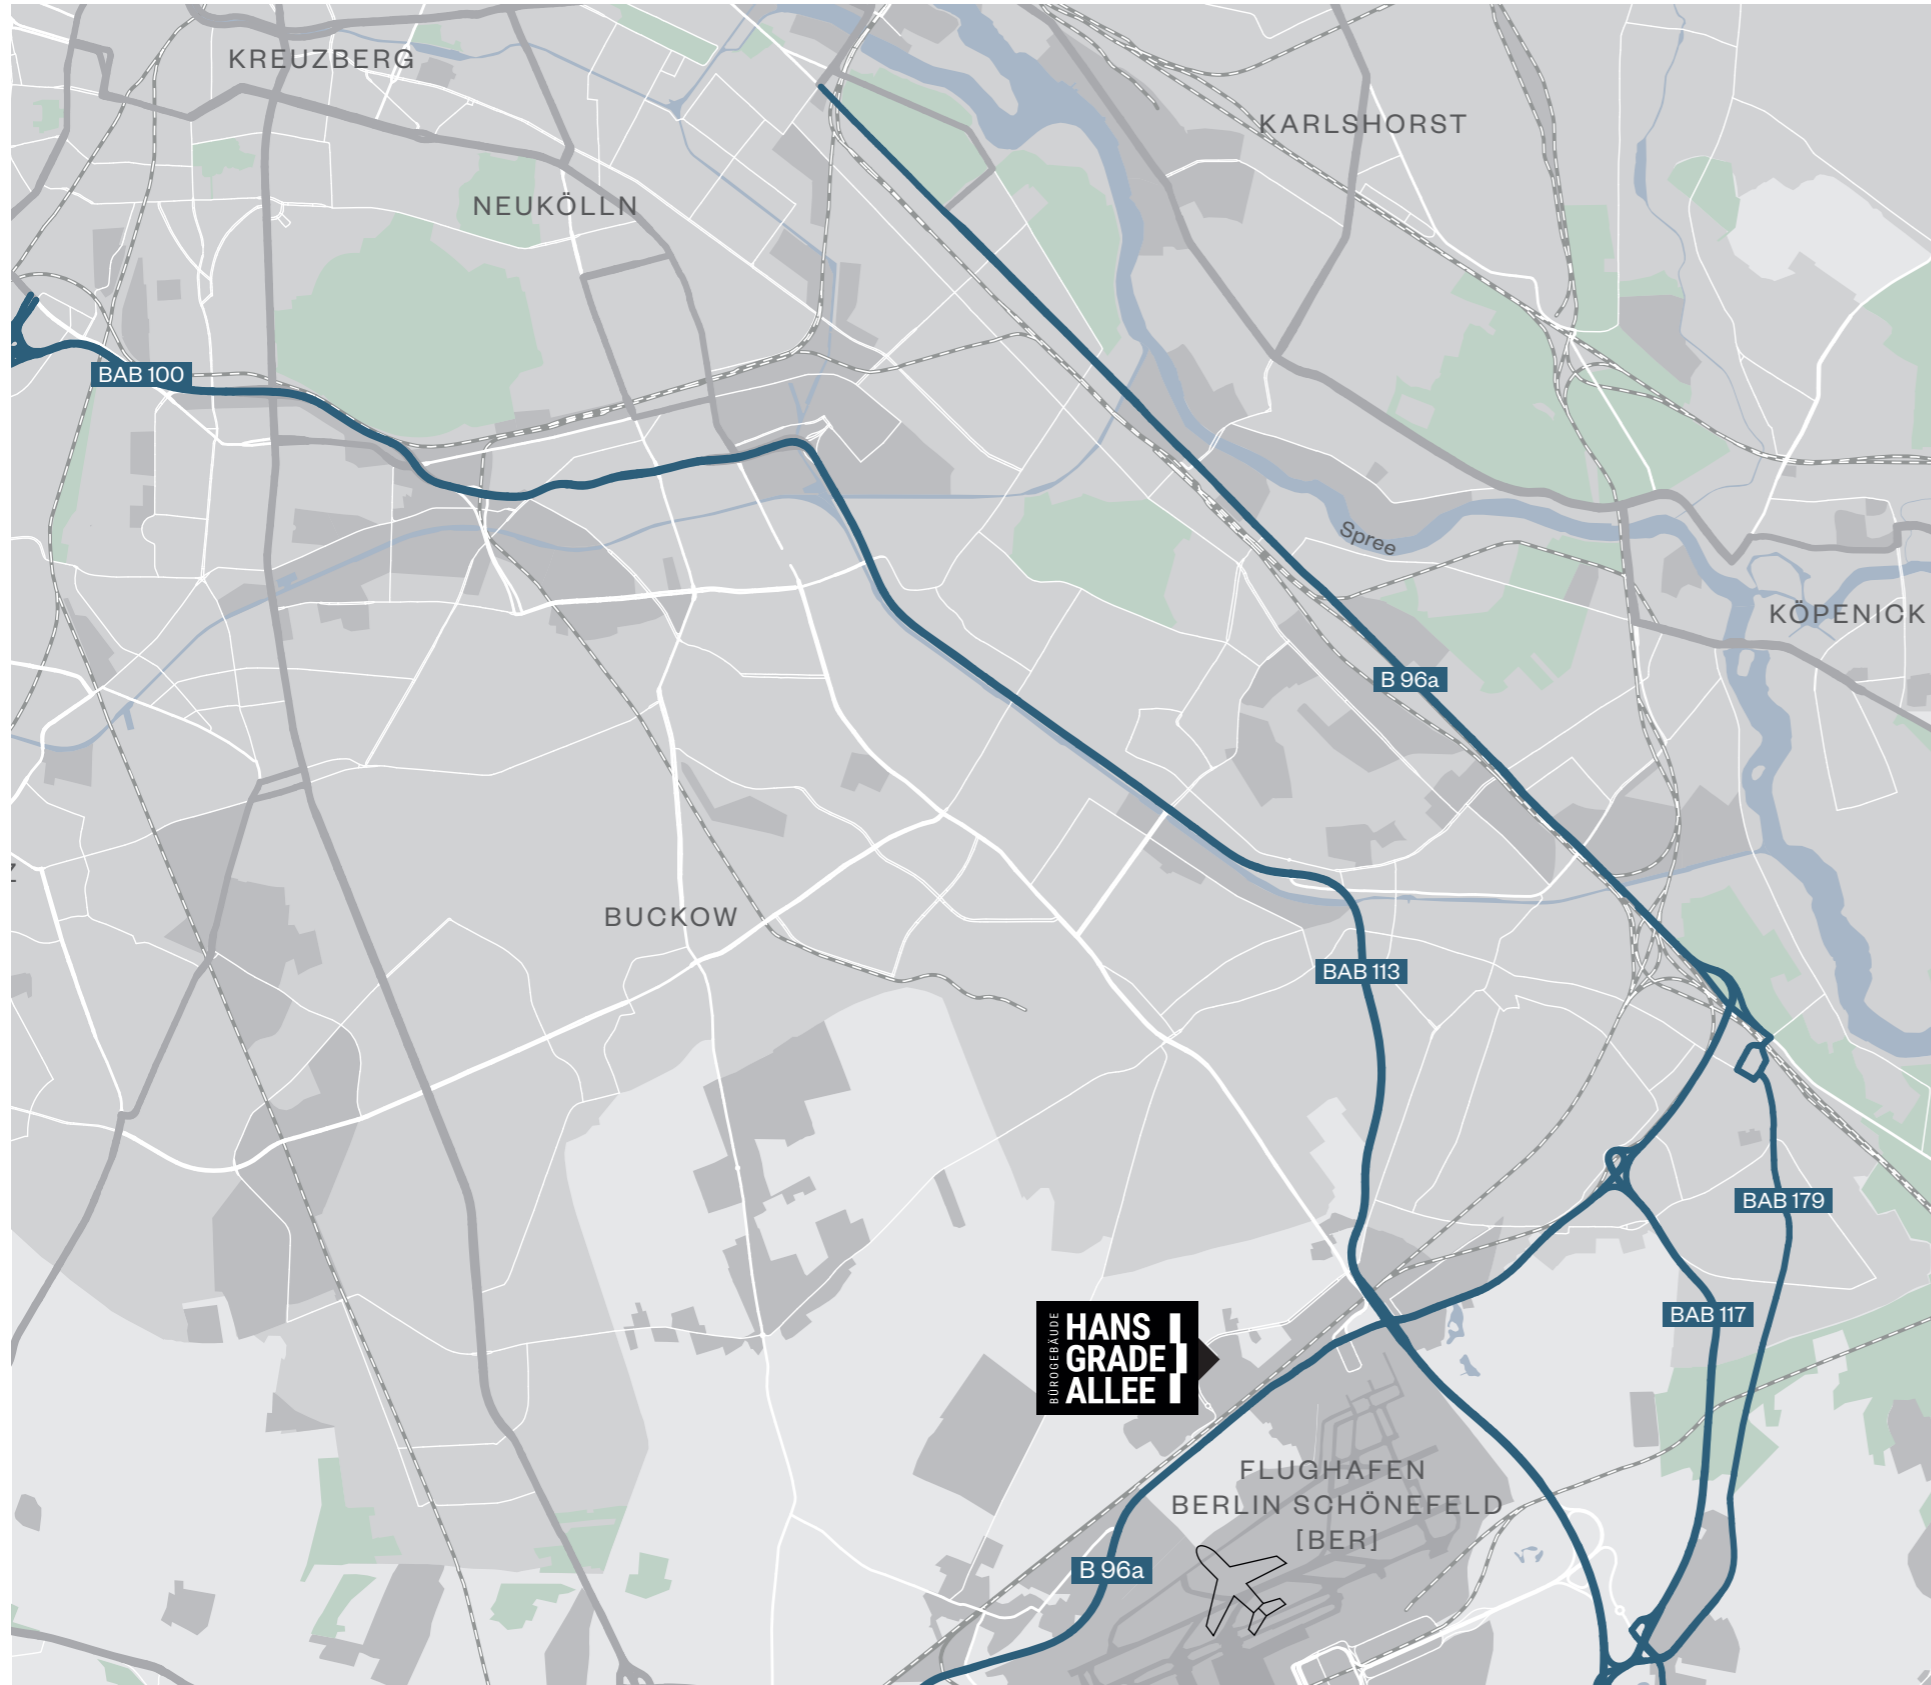 KREUZBERG
KARLSHORST
NEUKÖLLN
BAB 100
Spree
KÖPENICK
B 96a
Z
BUCKOW
BAB 113
BAB 179
BAB 117
BÜROGEBÄUDE
HANS
GRADE
ALLEE
FLUGHAFEN
BERLIN SCHÖNEFELD
[BER]
B 96a